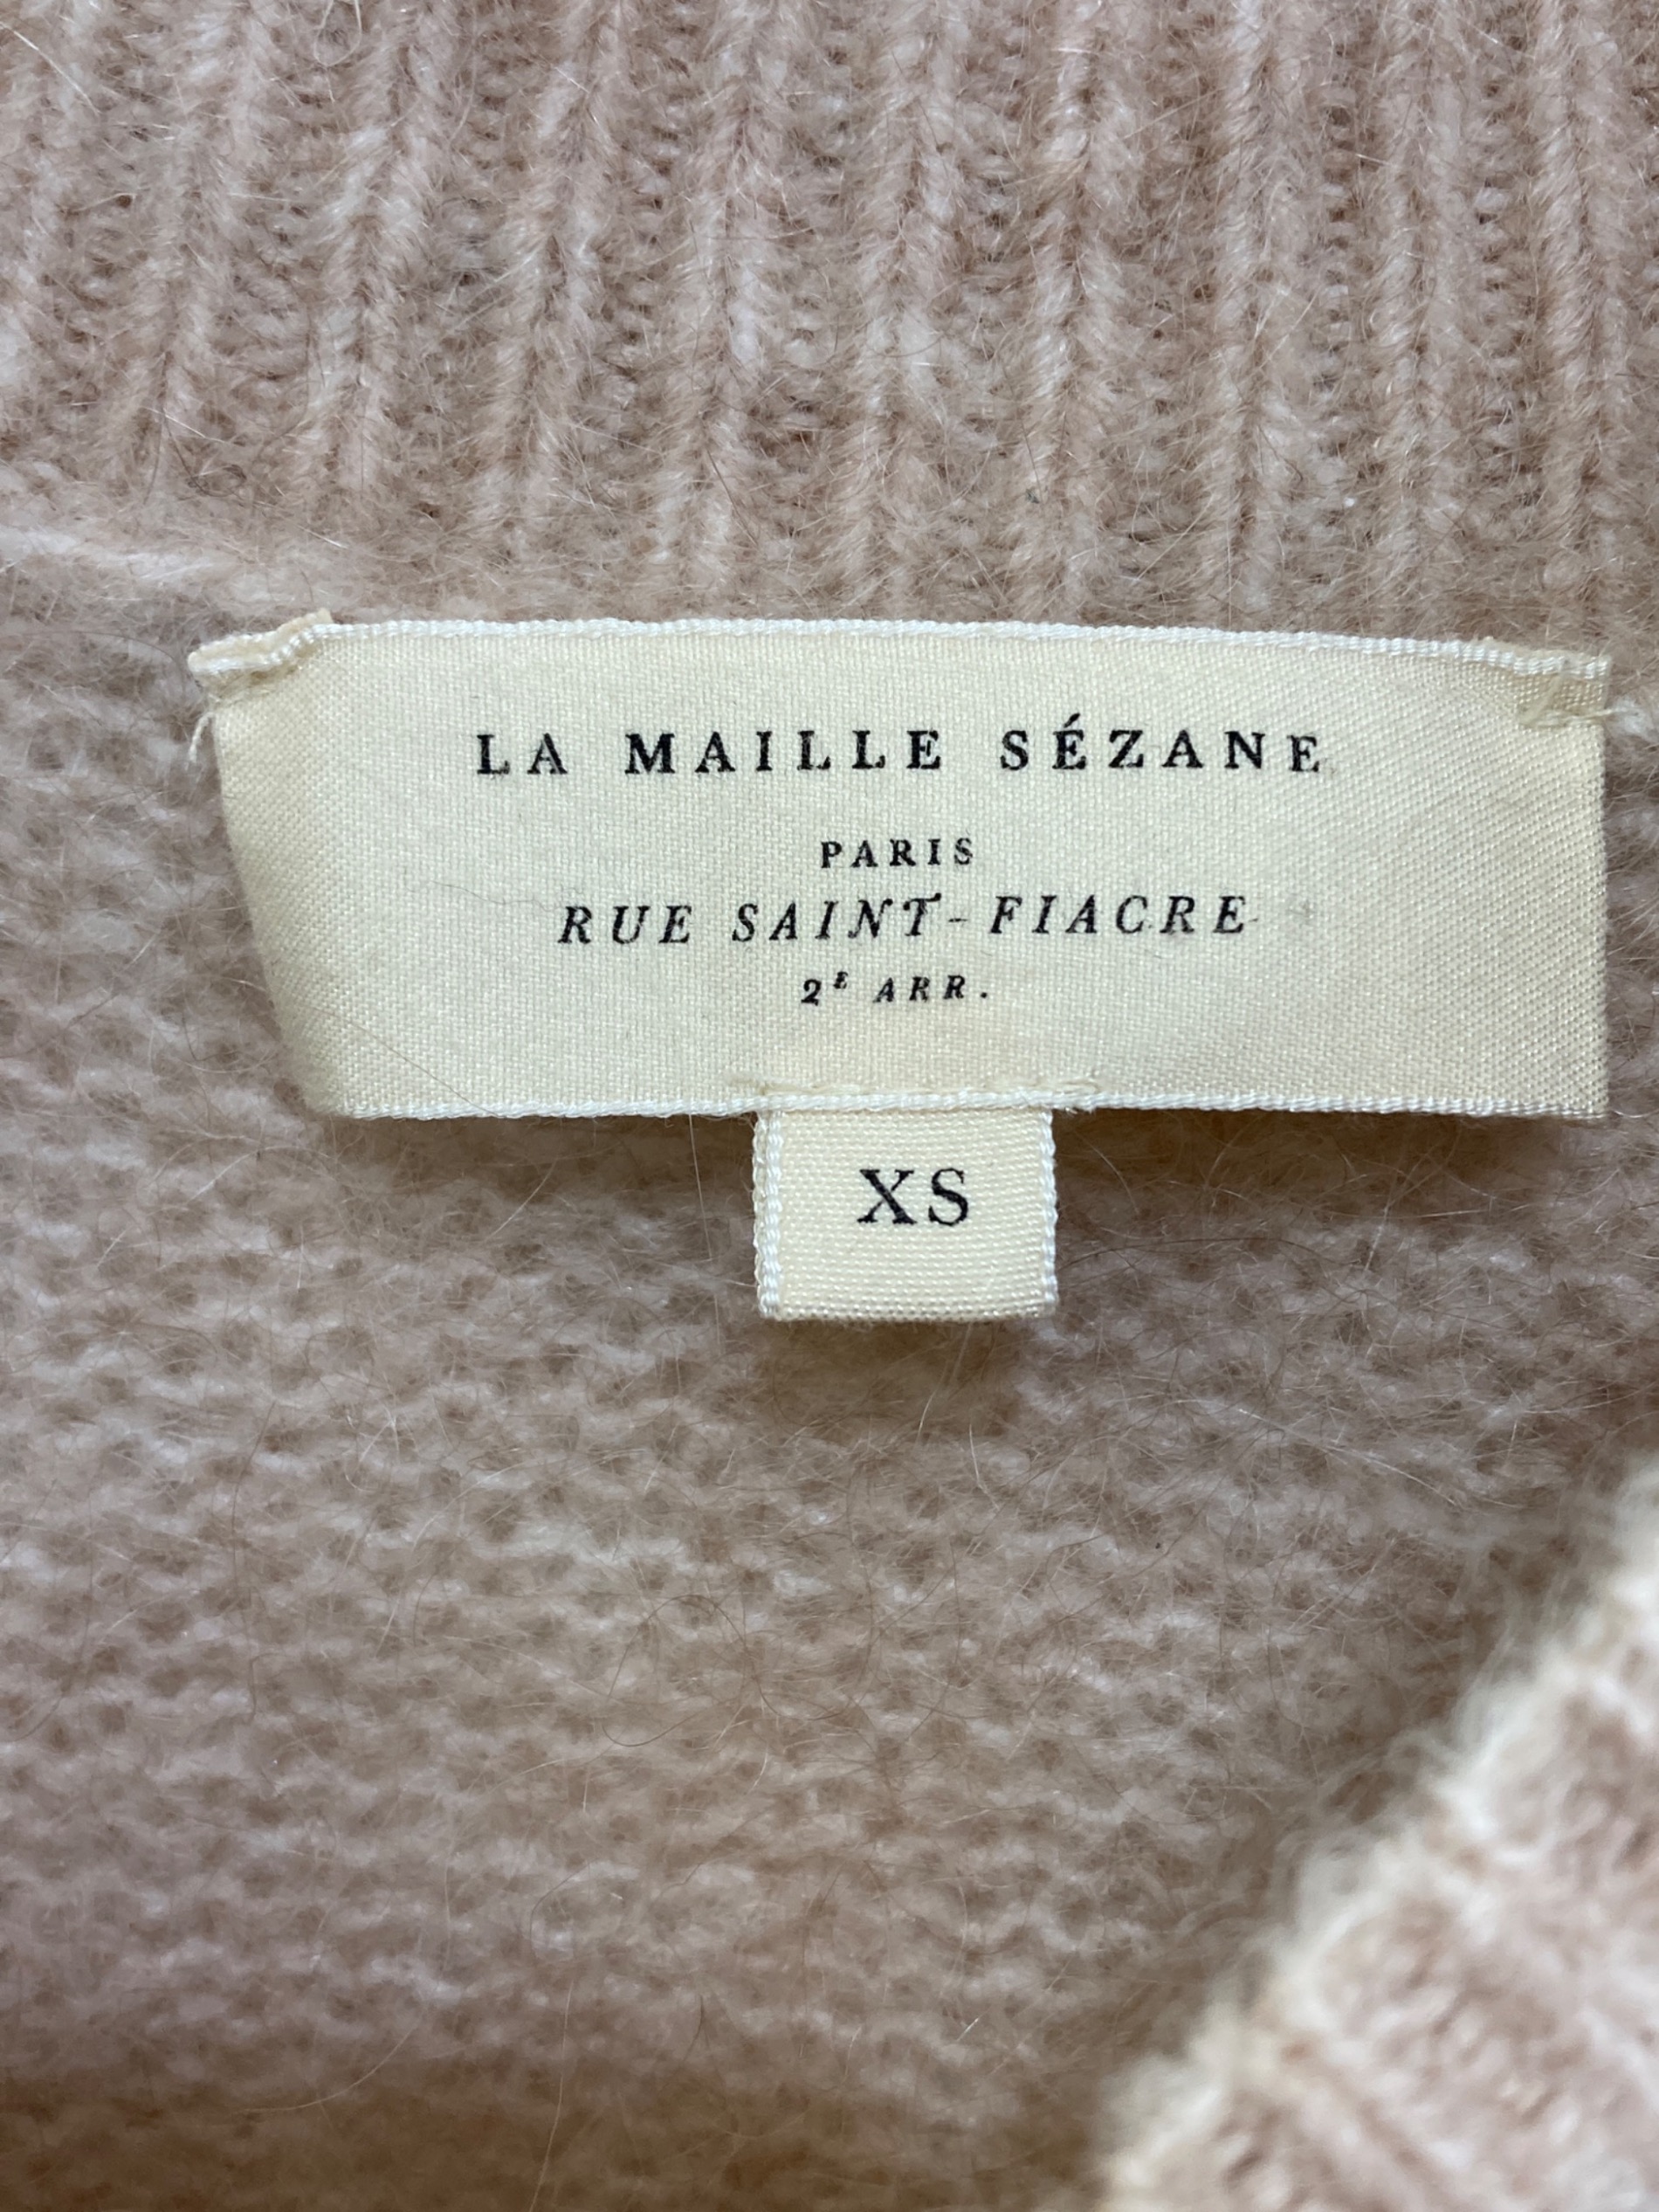 LA MAILLE SÉZANE
PARIS
RUE SAINT-FIACRE
2E ARR.
XS